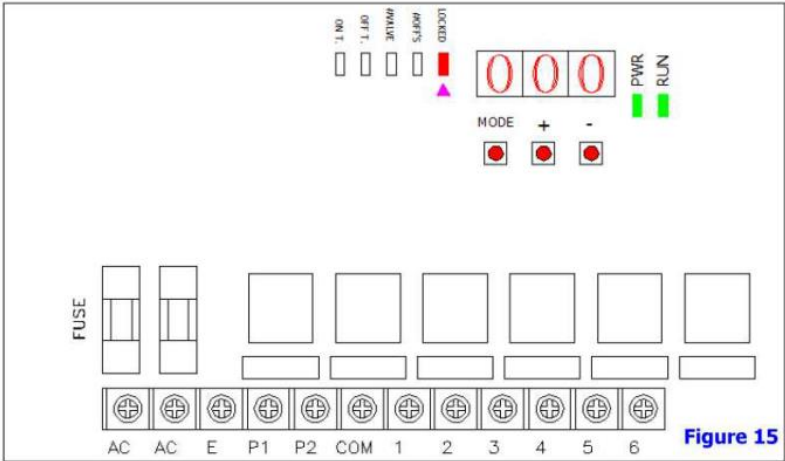 ON T. OFF T. #VALVE #OFF'S LOCKED
000
PWR RUN
MODE + -
FUSE
AC AC E P1 P2 COM 1 2 3 4 5 6
Figure 15